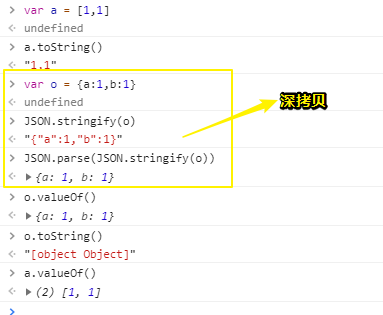 > var a = [1,1]
< undefined
> a.toString()
< "1,1"
> var o = {a:1,b:1}
< undefined
> JSON.stringify(o)
< "{"a":1,"b":1}"
深拷贝
> JSON.parse(JSON.stringify(o))
< ▶ {a: 1, b: 1}
> o.valueOf()
< ▶ {a: 1, b: 1}
> o.toString()
< "[object Object]"
> a.valueOf()
< ▶ (2) [1, 1]
>